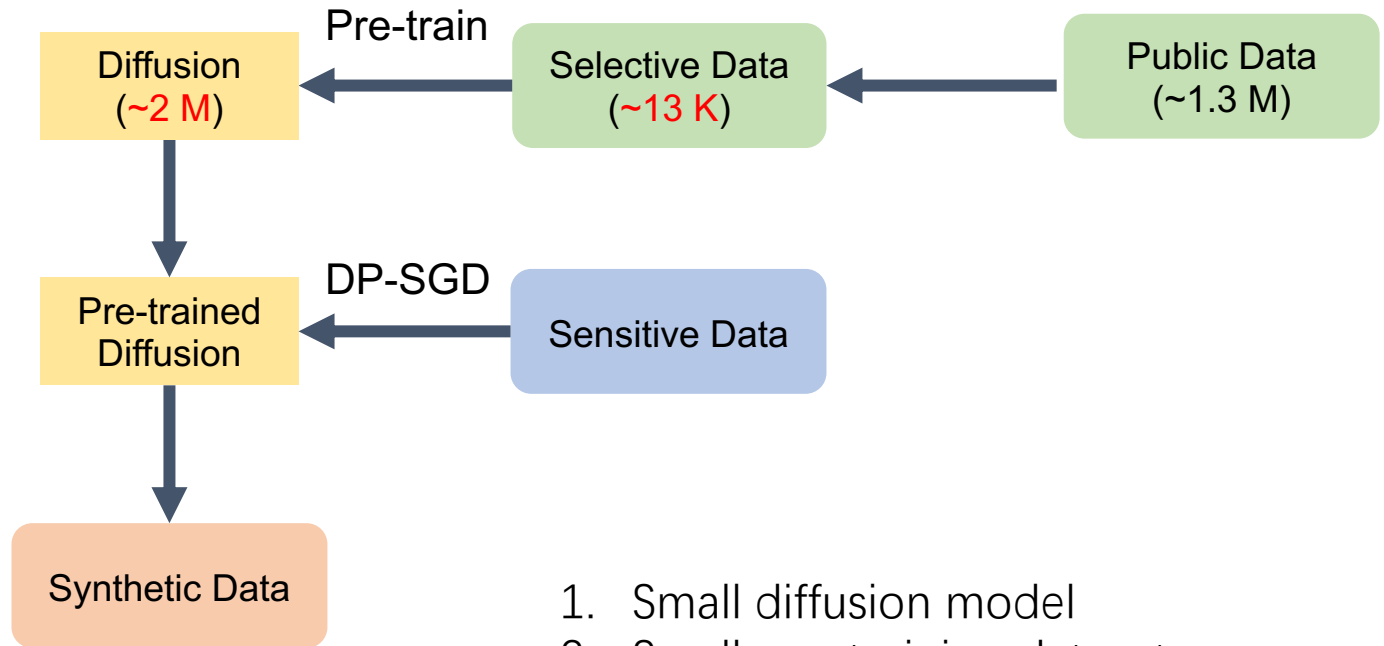 Pre-train
Diffusion
(~2 M)
Selective Data
(~13 K)
Public Data
(~1.3 M)
DP-SGD
Pre-trained
Diffusion
Sensitive Data
Synthetic Data
1. Small diffusion model